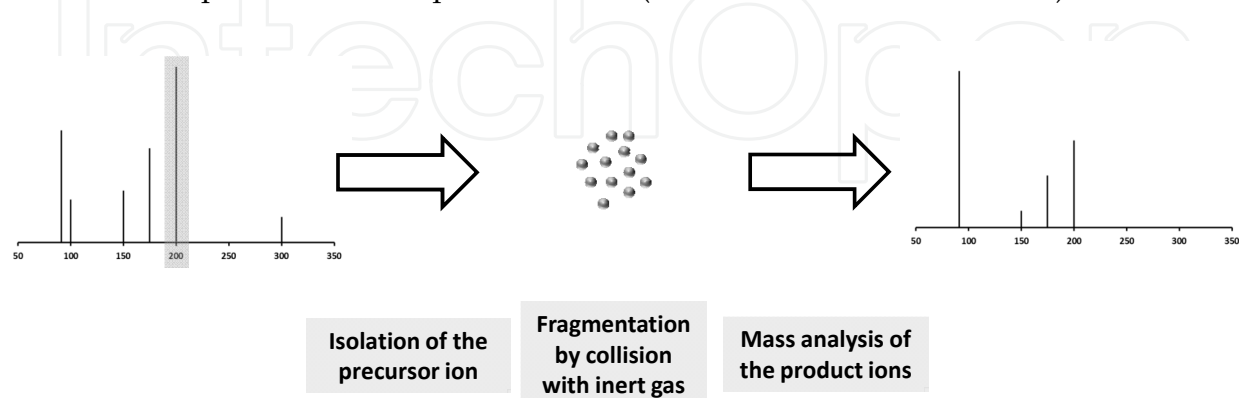 IntechOpen
50 100 150 200 250 300 350
50 100 150 200 250 300 350
Isolation of the
precursor ion
Fragmentation
by collision
with inert gas
Mass analysis of
the product ions